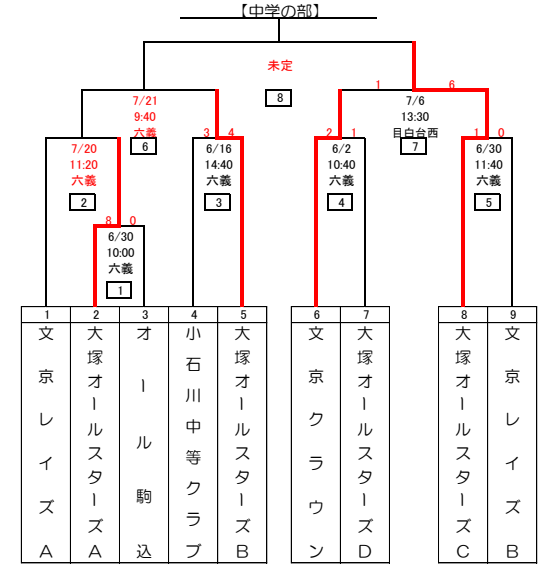 【中学の部】
未定
8
1 6
7/21
9:40
六義
6
7/6
13:30
目白台西
7
3 4
2 1
1 0
7/20
11:20
六義
2
6/16
14:40
六義
3
6/2
10:40
六義
4
6/30
11:40
六義
5
8 0
6/30
10:00
六義
1
1 2 3 4 5 6 7 8 9
文京レイズA
大塚オールスターズA
オール駒込
小石川中等クラブ
大塚オールスターズB
文京クラウン
大塚オールスターズD
大塚オールスターズC
文京レイズB